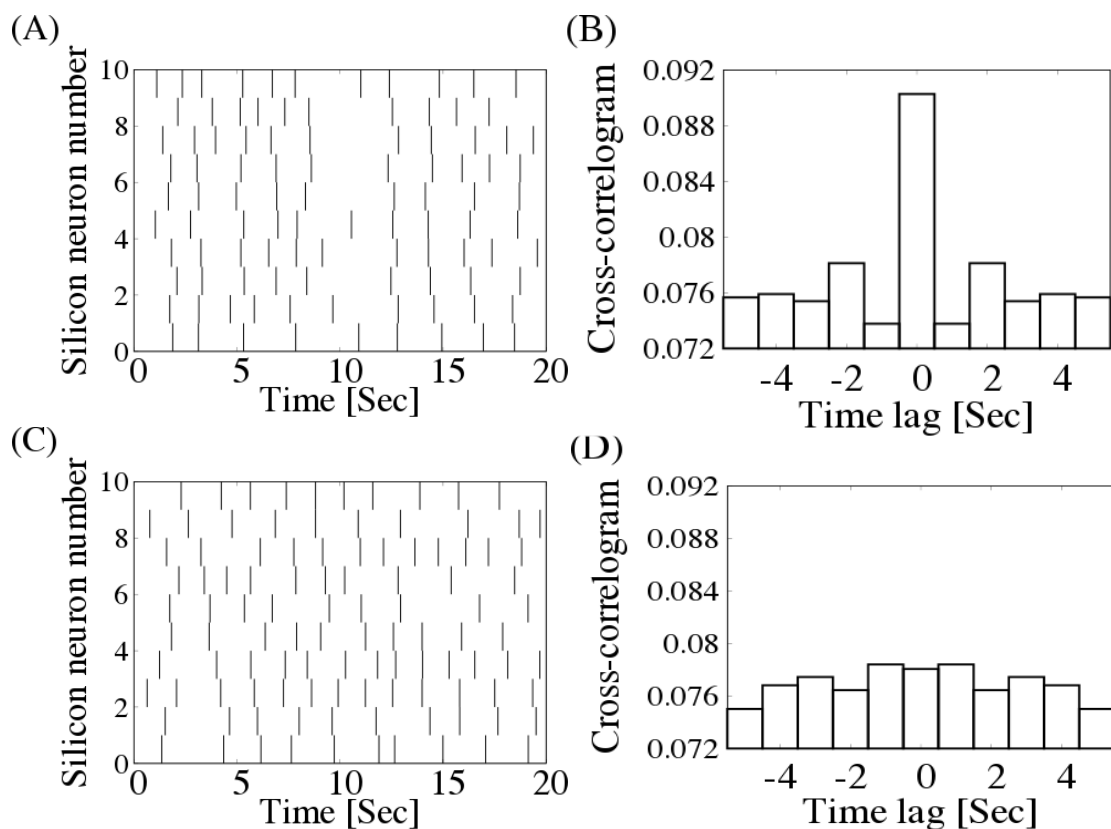 (A)
Silicon neuron number
10
8
6
4
2
0
0 5 10 15 20
Time [Sec]
(B)
Cross-correlogram
0.092
0.088
0.084
0.08
0.076
0.072
-4 -2 0 2 4
Time lag [Sec]
(C)
Silicon neuron number
10
8
6
4
2
0
0 5 10 15 20
Time [Sec]
(D)
Cross-correlogram
0.092
0.088
0.084
0.08
0.076
0.072
-4 -2 0 2 4
Time lag [Sec]